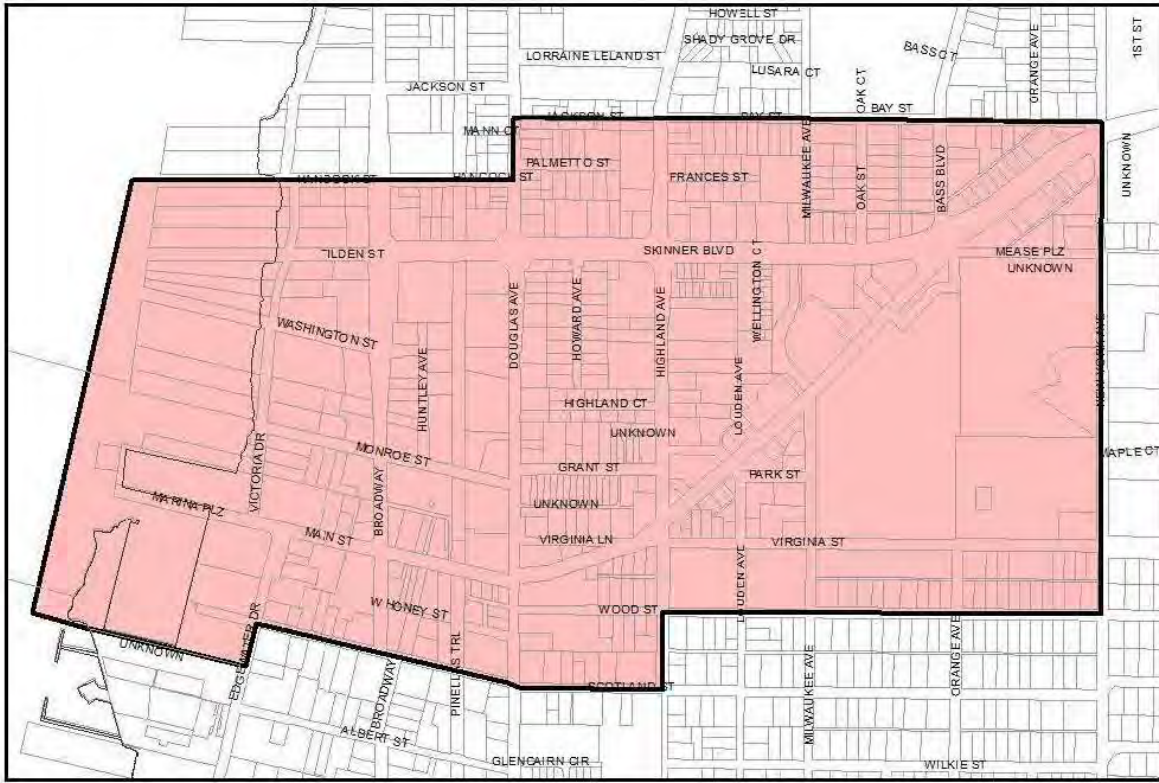 HOWELL ST
SHADY GROVE DR
LORRAINE LELAND ST
LUSARA CT
BASS CT
ORANGE AVE
1ST ST
JACKSON ST
OAK CT
BAY ST
JACKSON ST
BAY ST
MANN CT
UNKNOWN
PALMETTO ST
HANCOCK ST
HANCOCK ST
FRANCES ST
MILWAUKEE AVE
OAK ST
BASS BLVD
TILDEN ST
SKINNER BLVD
MEASE PLZ
UNKNOWN
WELLINGTON CT
DOUGLAS AVE
HOWARD AVE
HIGHLAND AVE
WASHINGTON ST
HUNTLEY AVE
NEW YORK AVE
LOUDEN AVE
HIGHLAND CT
UNKNOWN
MONROE ST
VICTORIA DR
GRANT ST
PARK ST
MAPLE CT
MARINA PLZ
BROADWAY
UNKNOWN
MAIN ST
VIRGINIA LN
VIRGINIA ST
LOUDEN AVE
W HONEY ST
WOOD ST
UNKNOWN
EDGEWATER DR
BROADWAY
PINELLAS TRL
SCOTLAND ST
MILWAUKEE AVE
ORANGE AVE
ALBERT ST
GLENCAIRN CIR
WILKIE ST